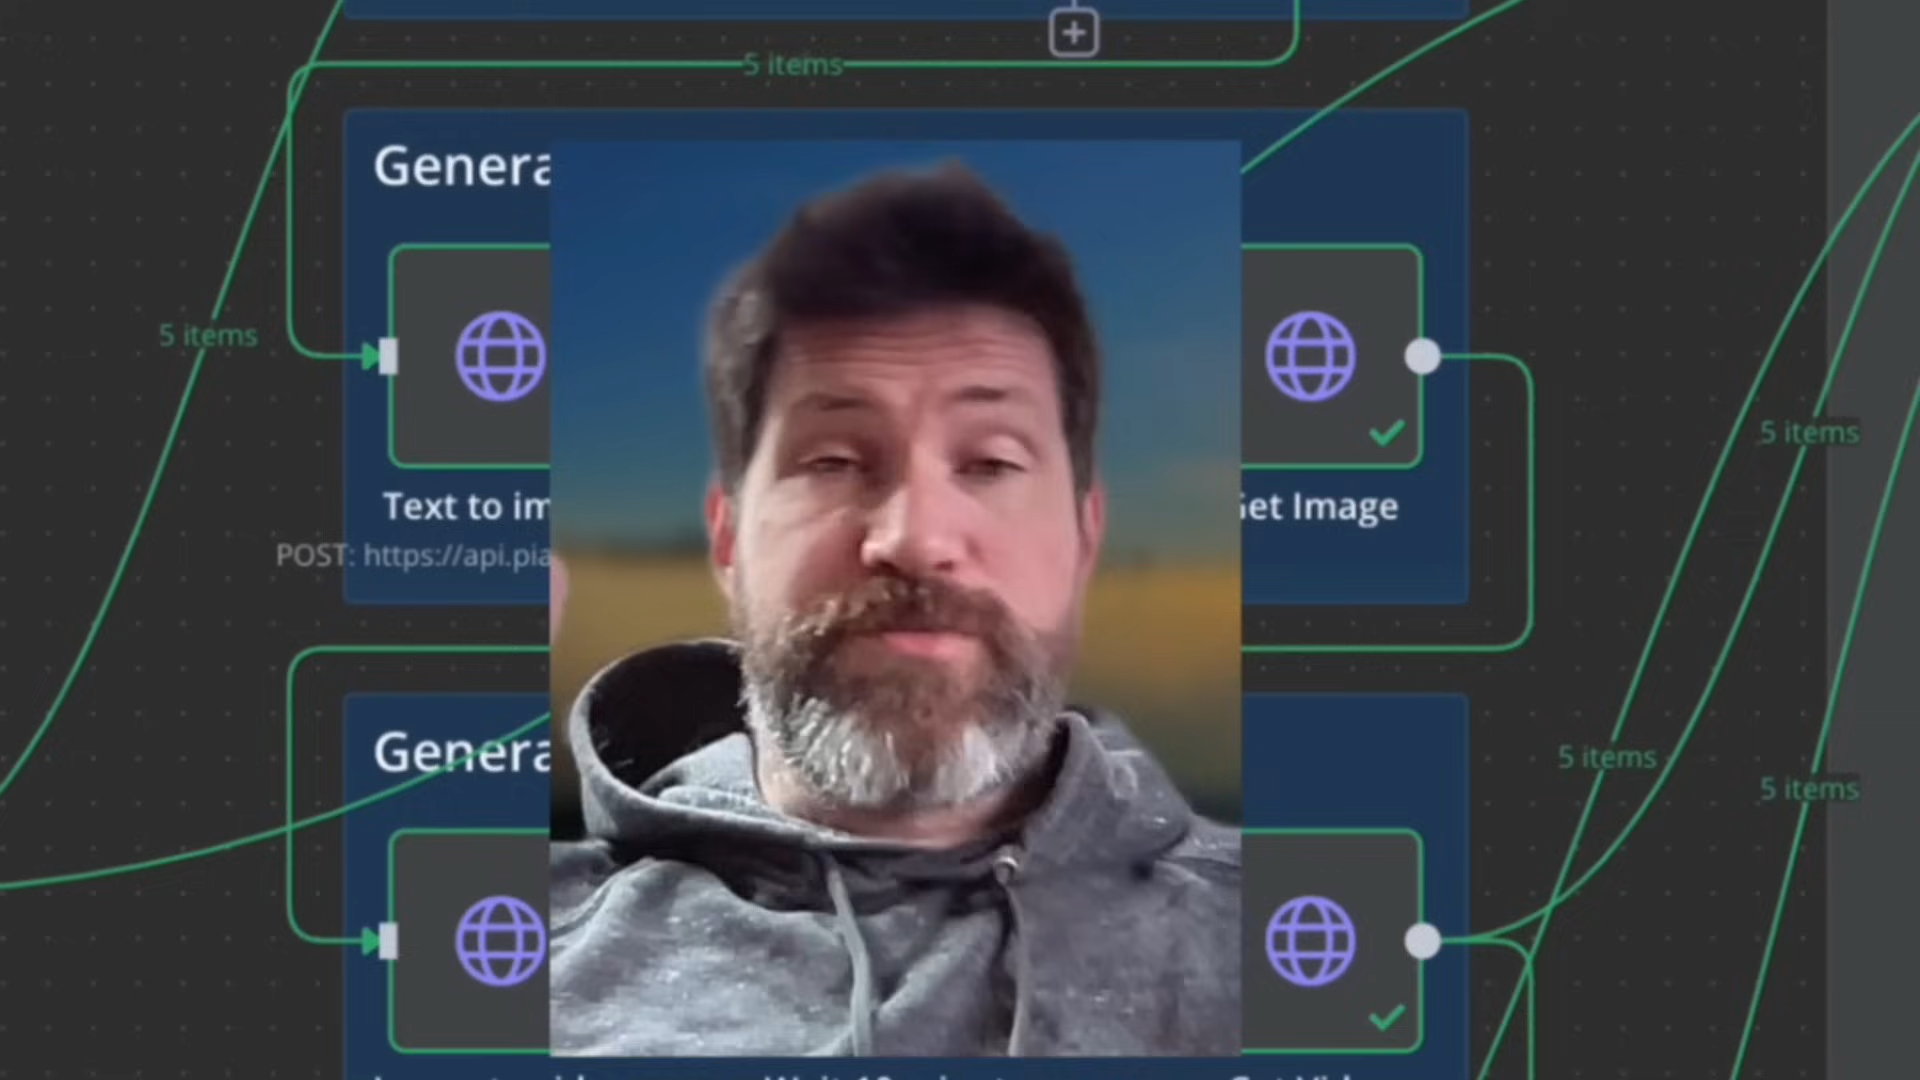 5 items
Genera
5 items
Text to im
Get Image
POST: https://api.pia
5 items
Genera
5 items
5 items